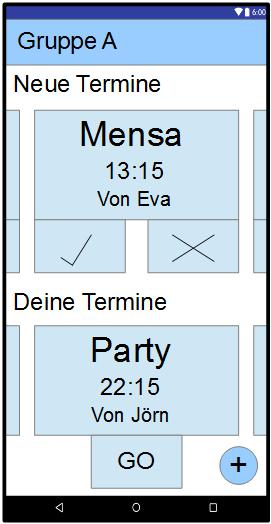 6:00
Gruppe A
Neue Termine
Mensa
13:15
Von Eva
Deine Termine
Party
22:15
Von Jörn
GO
+